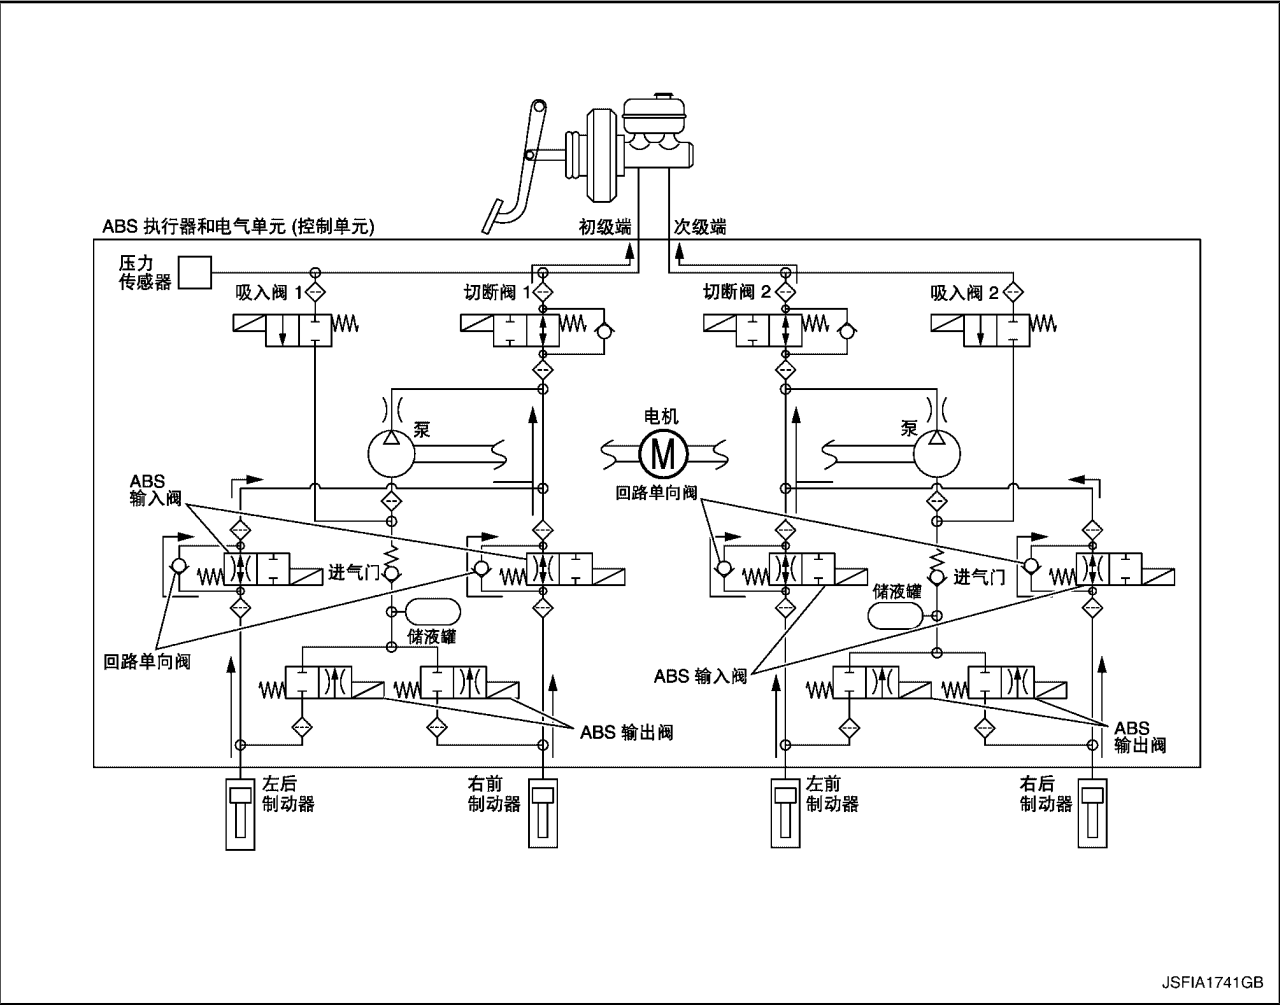 ABS 执行器和电气单元 (控制单元)
初级端
次级端
压力
传感器
吸入阀 1
切断阀 1
切断阀 2
吸入阀 2
泵
电机
M
泵
ABS
输入阀
回路单向阀
进气门
进气门
储液罐
储液罐
回路单向阀
ABS 输入阀
ABS 输出阀
ABS
输出阀
左后
制动器
右前
制动器
左前
制动器
右后
制动器
JSFIA1741GB